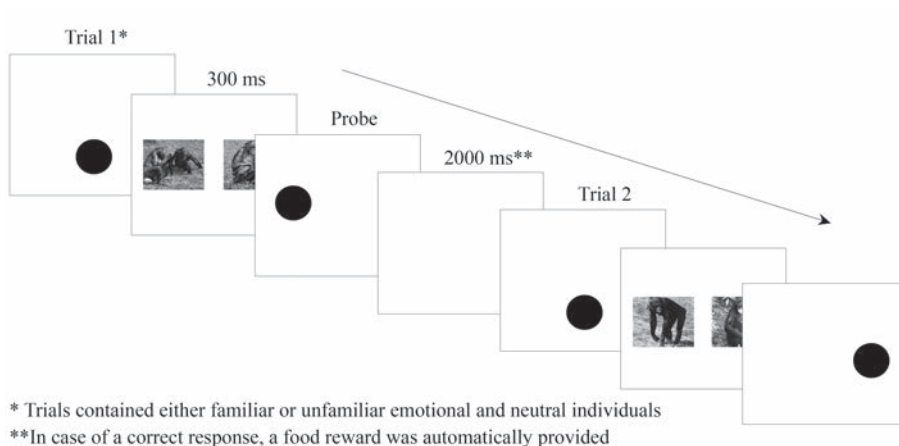 Trial 1*
300 ms
Probe
2000 ms**
Trial 2
* Trials contained either familiar or unfamiliar emotional and neutral individuals
**In case of a correct response, a food reward was automatically provided